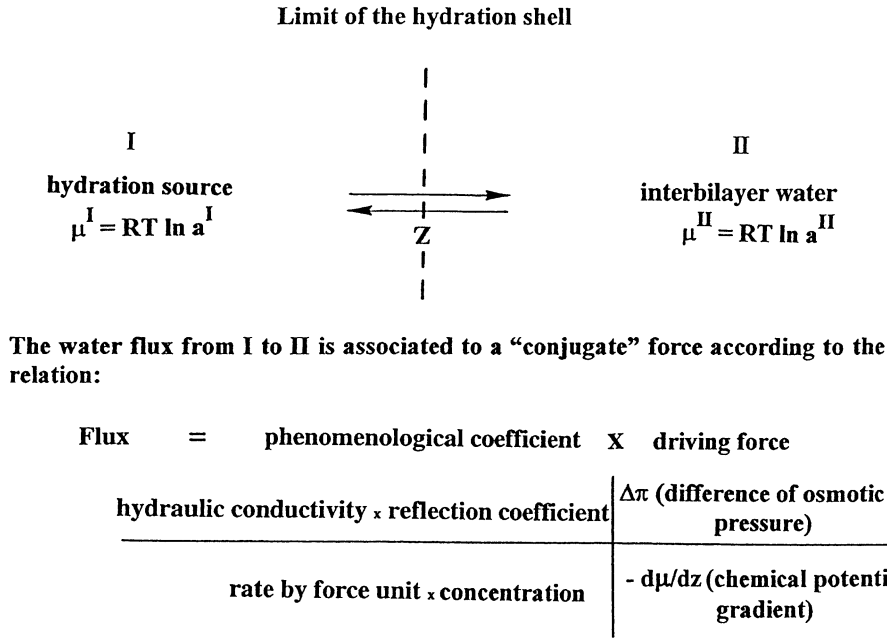 Limit of the hydration shell
I
II
hydration source
interbilayer water
μ^I = RT ln a^I
μ^II = RT ln a^II
Z
The water flux from I to II is associated to a “conjugate” force according to the
relation:
Flux = phenomenological coefficient X driving force
hydraulic conductivity x reflection coefficient
Δπ (difference of osmotic
pressure)
rate by force unit x concentration
- dμ/dz (chemical potenti
gradient)